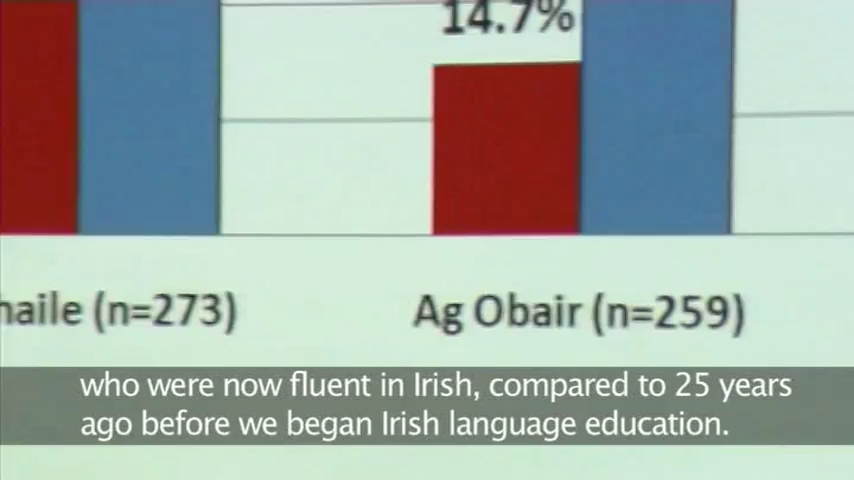 14.7%
haile (n=273)
Ag Obair (n=259)
who were now fluent in Irish, compared to 25 years
ago before we began Irish language education.